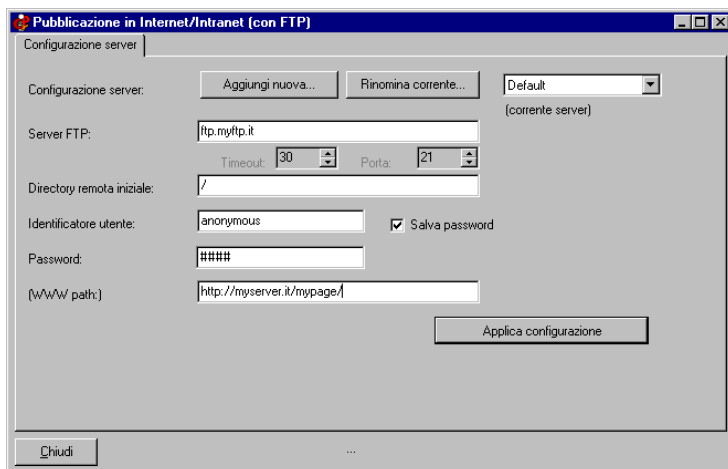 Pubblicazione in Internet/Intranet (con FTP)
Configurazione server
Configurazione server: Aggiungi nuova... Rinomina corrente... Default
(corrente server)
Server FTP: ftp.myftp.it
Timeout: 30 Porta: 21
Directory remota iniziale: /
Identificatore utente: anonymous Salva password
Password: ####
(WWW path:) http://myserver.it/mypage/
Applica configurazione
Chiudi ...